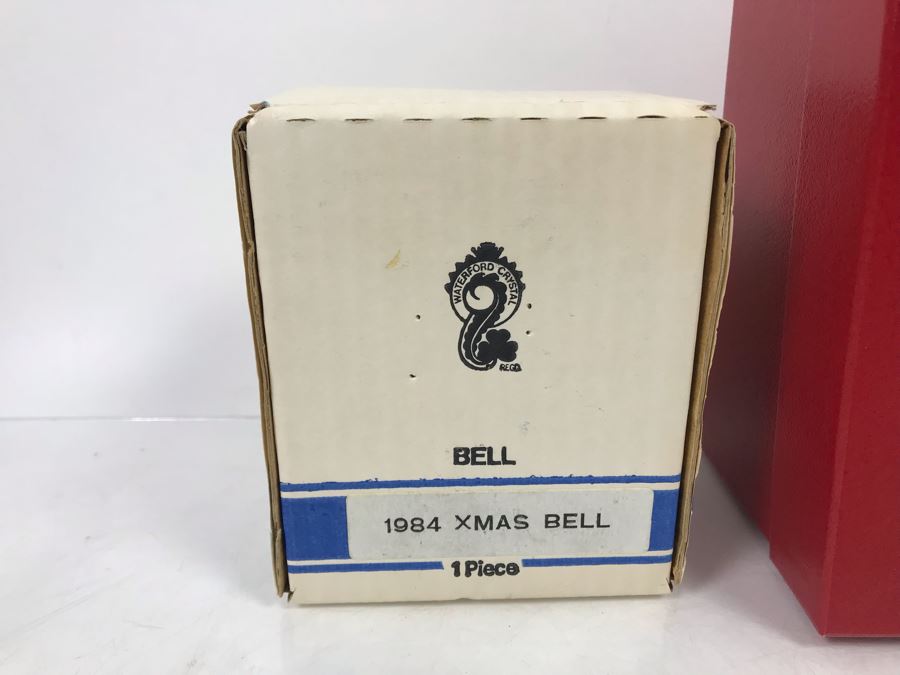 WATERFORD CRYSTAL
REGD.
BELL
1984 XMAS BELL
1 Piece